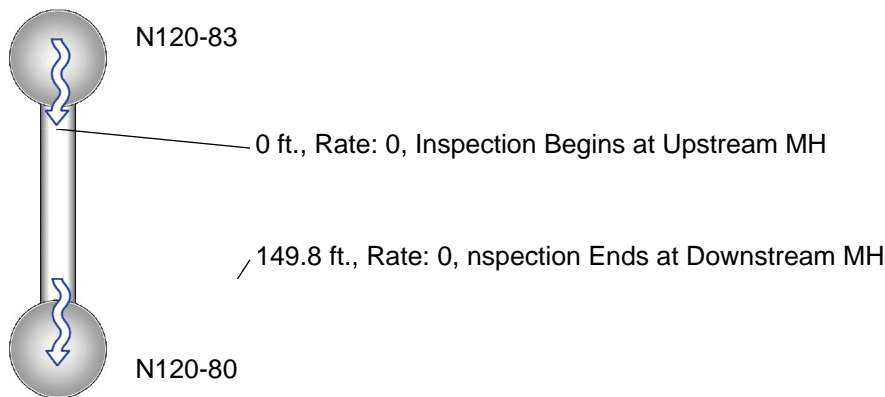 N120-83
0 ft., Rate: 0, Inspection Begins at Upstream MH
149.8 ft., Rate: 0, nspection Ends at Downstream MH
N120-80